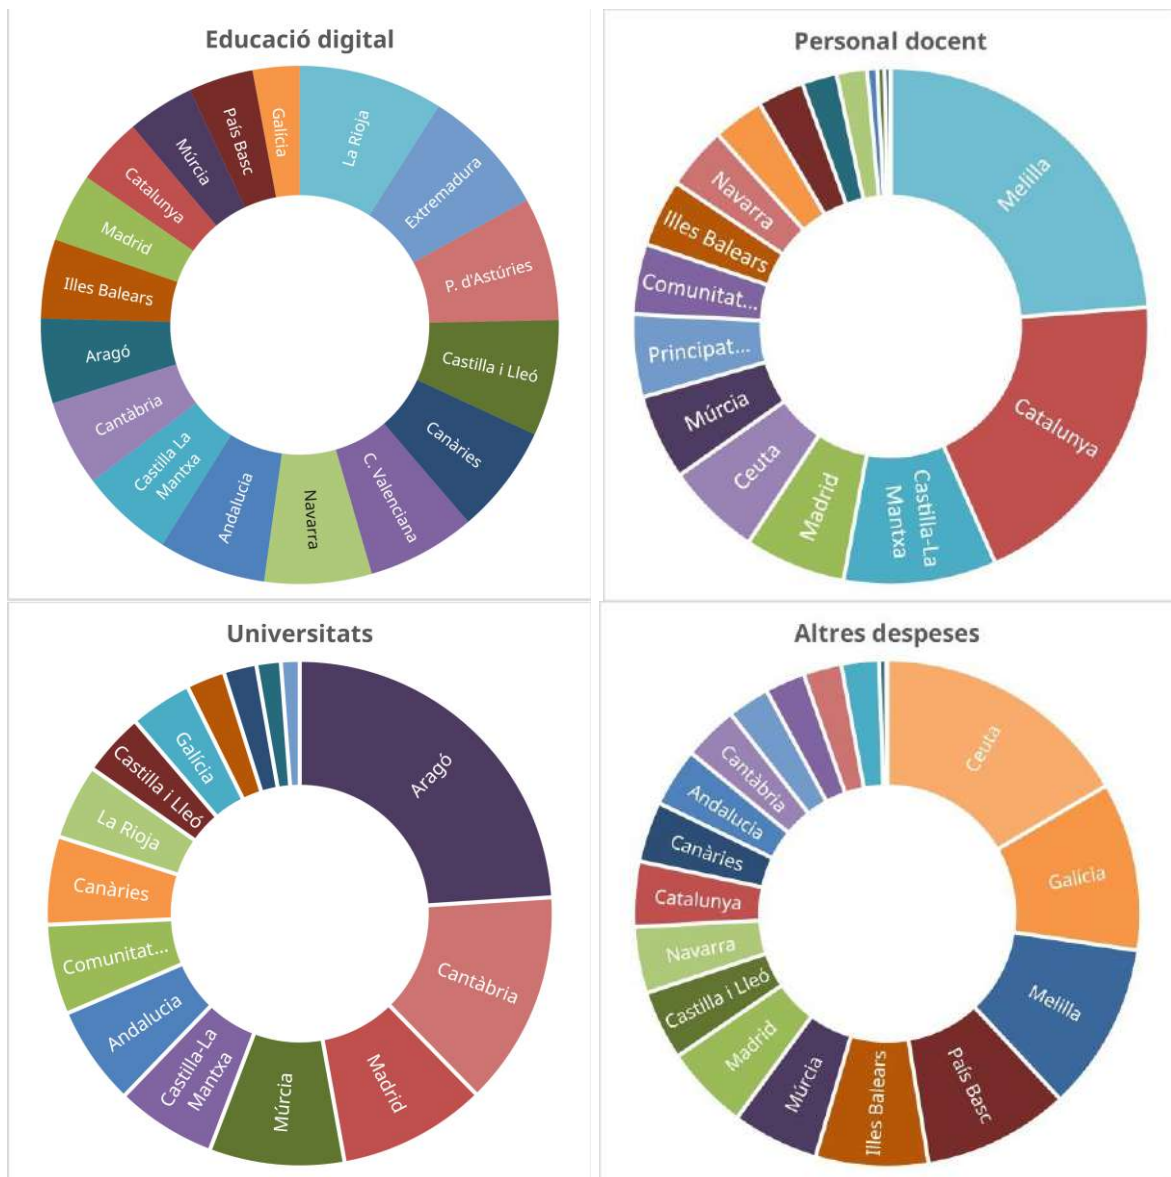 Educació digital
La Rioja
Extremadura
P. d'Astúries
Castilla i Lleó
Canàries
C. Valenciana
Navarra
Andalucia
Castilla La
Mantxa
Cantàbria
Aragó
Illes Balears
Madrid
Catalunya
Múrcia
País Basc
Galícia
Personal docent
Melilla
Catalunya
Castilla-La
Mantxa
Madrid
Ceuta
Múrcia
Principat...
Comunitat...
Illes Balears
Navarra
Universitats
Aragó
Cantàbria
Madrid
Múrcia
Castilla-La
Mantxa
Andalucia
Comunitat...
Canàries
La Rioja
Castilla i Lleó
Galícia
Altres despeses
Ceuta
Galícia
Melilla
País Basc
Illes Balears
Múrcia
Madrid
Castilla i Lleó
Navarra
Catalunya
Canàries
Andalucia
Cantàbria